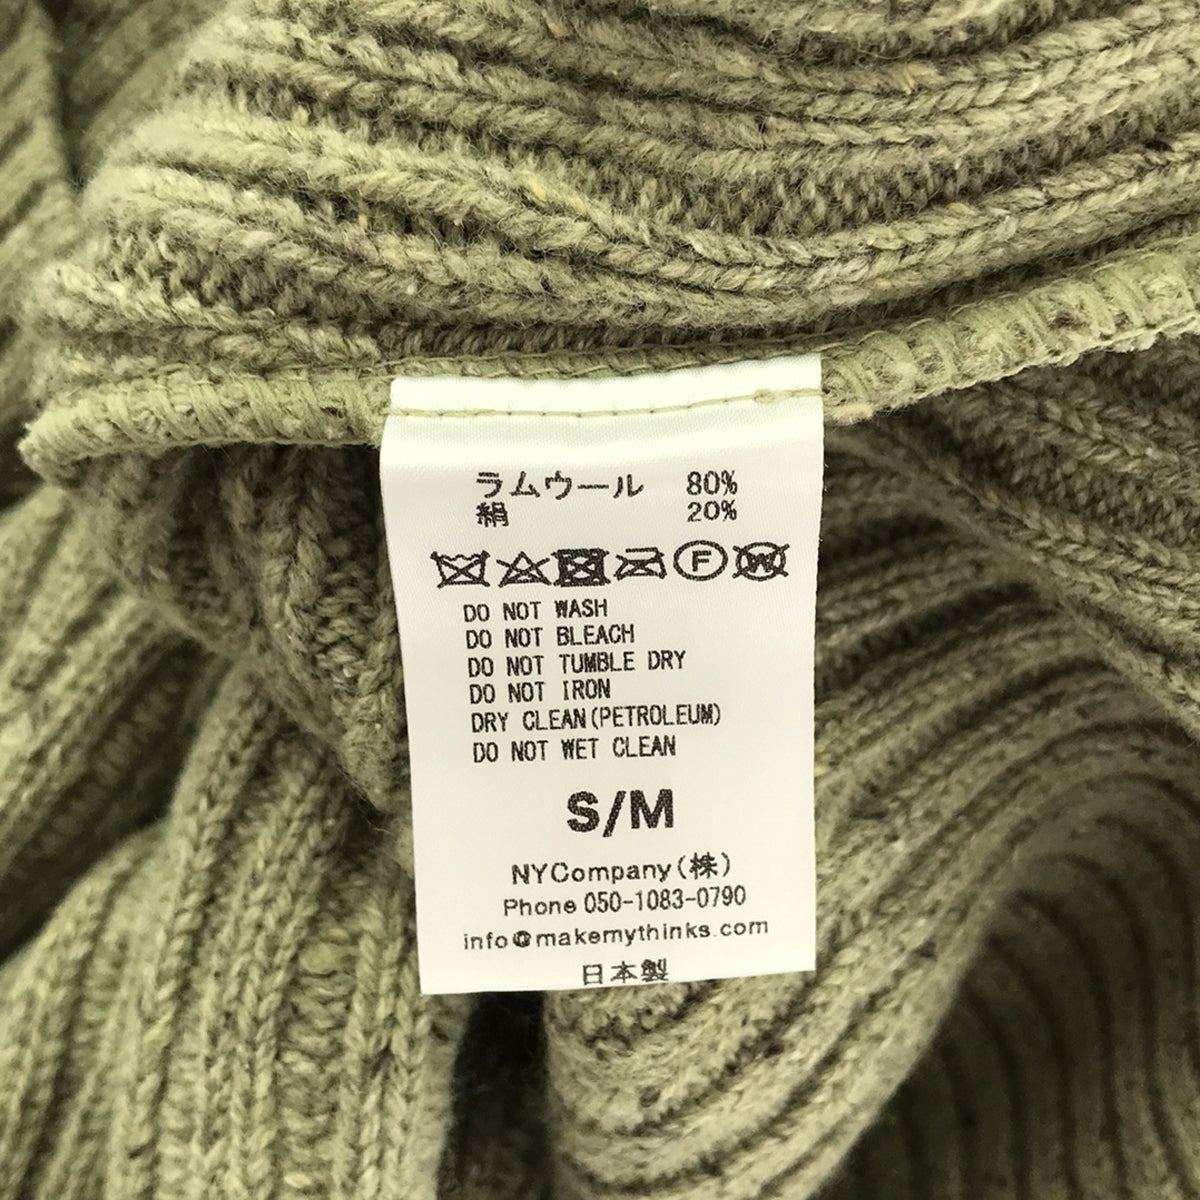 ラムウール 80%
絹 20%
F W
DO NOT WASH
DO NOT BLEACH
DO NOT TUMBLE DRY
DO NOT IRON
DRY CLEAN(PETROLEUM)
DO NOT WET CLEAN
S/M
NYCompany(株)
Phone 050-1083-0790
info@makemythinks.com
日本製